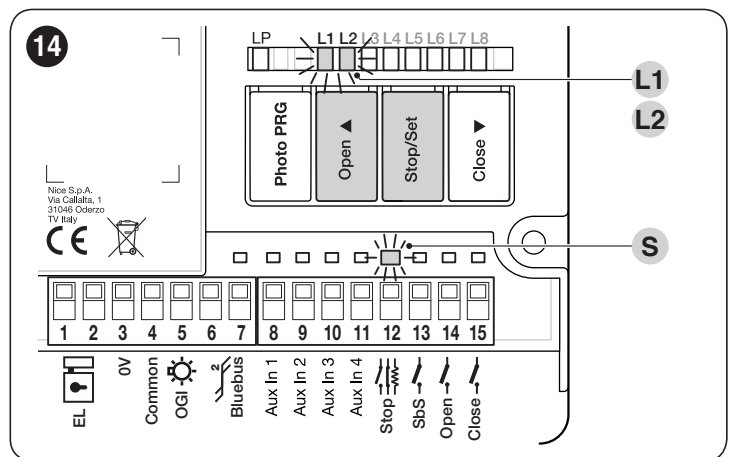 14
LP L1 L2 L3 L4 L5 L6 L7 L8
L1
L2
Photo PRG
Open ▲
Stop/Set
Close ▼
Nice S.p.A.
Via Callalta, 1
31046 Oderzo
TV Italy
CE
S
1 2 3 4 5 6 7 8 9 10 11 12 13 14 15
EL
0V
Common
OGI
2
Bluebus
Aux In 1
Aux In 2
Aux In 3
Aux In 4
Stop
SbS
Open
Close